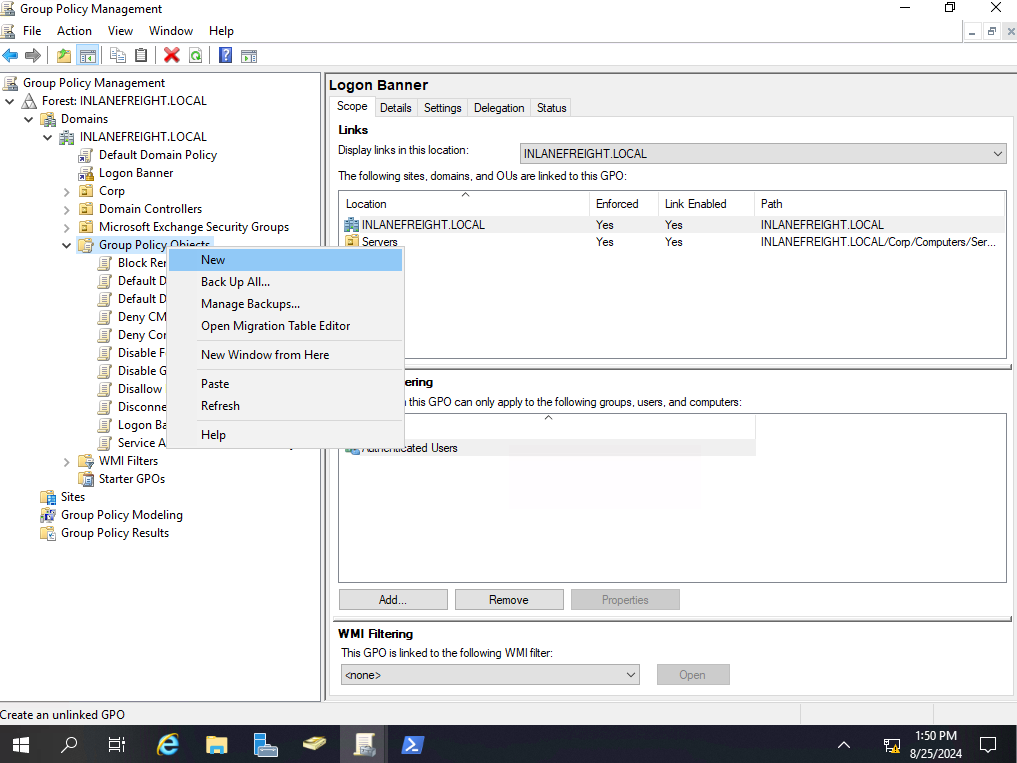 Group Policy Management
File Action View Window Help
Group Policy Management
Forest: INLANEFREIGHT.LOCAL
Domains
INLANEFREIGHT.LOCAL
Default Domain Policy
Logon Banner
Corp
Domain Controllers
Microsoft Exchange Security Groups
Group Policy Objects
Block Rer
Default D
Default D
Deny CM
Deny Cor
Disable F
Disable G
Disallow
Disconne
Logon Ba
Service A
WMI Filters
Starter GPOs
Sites
Group Policy Modeling
Group Policy Results
New
Back Up All...
Manage Backups...
Open Migration Table Editor
New Window from Here
Paste
Refresh
Help
Logon Banner
Scope Details Settings Delegation Status
Links
Display links in this location: INLANEFREIGHT.LOCAL
The following sites, domains, and OUs are linked to this GPO:
Location Enforced Link Enabled Path
INLANEFREIGHT.LOCAL Yes Yes INLANEFREIGHT.LOCAL
Servers Yes Yes INLANEFREIGHT.LOCAL/Corp/Computers/Ser...
ering
this GPO can only apply to the following groups, users, and computers:
Authenticated Users
Add... Remove Properties
WMI Filtering
This GPO is linked to the following WMI filter:
<none> Open
Create an unlinked GPO
1:50 PM
8/25/2024